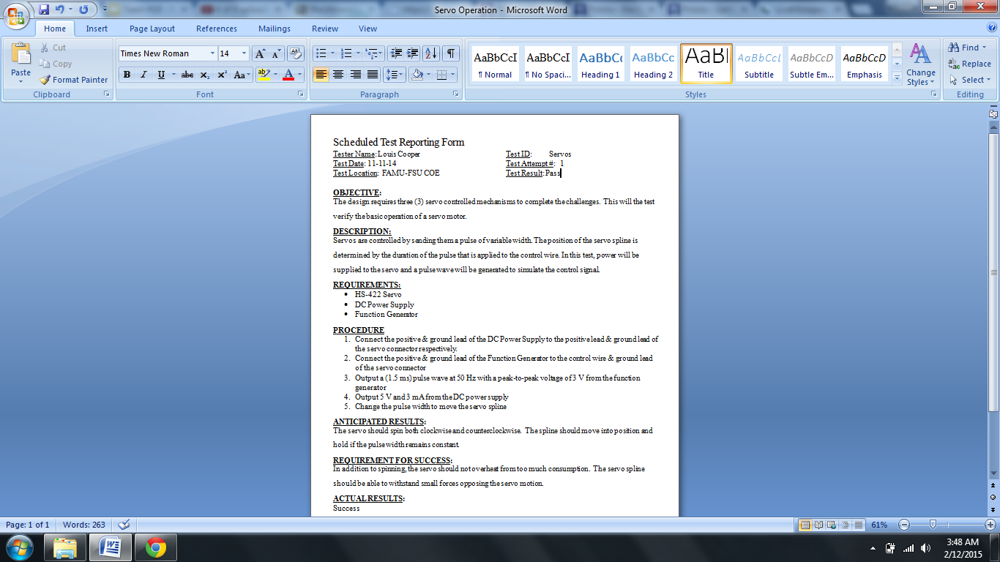 Servo Operation - Microsoft Word
Home Insert Page Layout References Mailings Review View
Paste
Cut
Copy
Format Painter
Clipboard
Times New Roman 14
B I U abc x₂ x² Aa
Font
Paragraph
AaBbCcI AaBbCcI AaBbCc AaBbCc AaB AaBbCcL AaBbCcD AaBbCcD
¶ Normal ¶ No Spaci... Heading 1 Heading 2 Title Subtitle Subtle Em... Emphasis
Change Styles
Styles
Find
Replace
Select
Editing
Scheduled Test Reporting Form
Tester Name: Louis Cooper Test ID: Servos
Test Date: 11-11-14 Test Attempt #: 1
Test Location: FAMU-FSU COE Test Result: Pass
OBJECTIVE:
The design requires three (3) servo controlled mechanisms to complete the challenges. This will the test
verify the basic operation of a servo motor.
DESCRIPTION:
Servos are controlled by sending them a pulse of variable width. The position of the servo spline is
determined by the duration of the pulse that is applied to the control wire. In this test, power will be
supplied to the servo and a pulse wave will be generated to simulate the control signal.
REQUIREMENTS:
• HS-422 Servo
• DC Power Supply
• Function Generator
PROCEDURE
1. Connect the positive & ground lead of the DC Power Supply to the positive lead & ground lead of
the servo connector respectively.
2. Connect the positive & ground lead of the Function Generator to the control wire & ground lead
of the servo connector
3. Output a (1.5 ms) pulse wave at 50 Hz with a peak-to-peak voltage of 3 V from the function
generator
4. Output 5 V and 3 mA from the DC power supply
5. Change the pulse width to move the servo spline
ANTICIPATED RESULTS:
The servo should spin both clockwise and counterclockwise. The spline should move into position and
hold if the pulse width remains constant.
REQUIREMENT FOR SUCCESS:
In addition to spinning, the servo should not overheat from too much consumption. The servo spline
should be able to withstand small forces opposing the servo motion.
ACTUAL RESULTS:
Success
Page: 1 of 1 Words: 263 61%
3:48 AM
2/12/2015